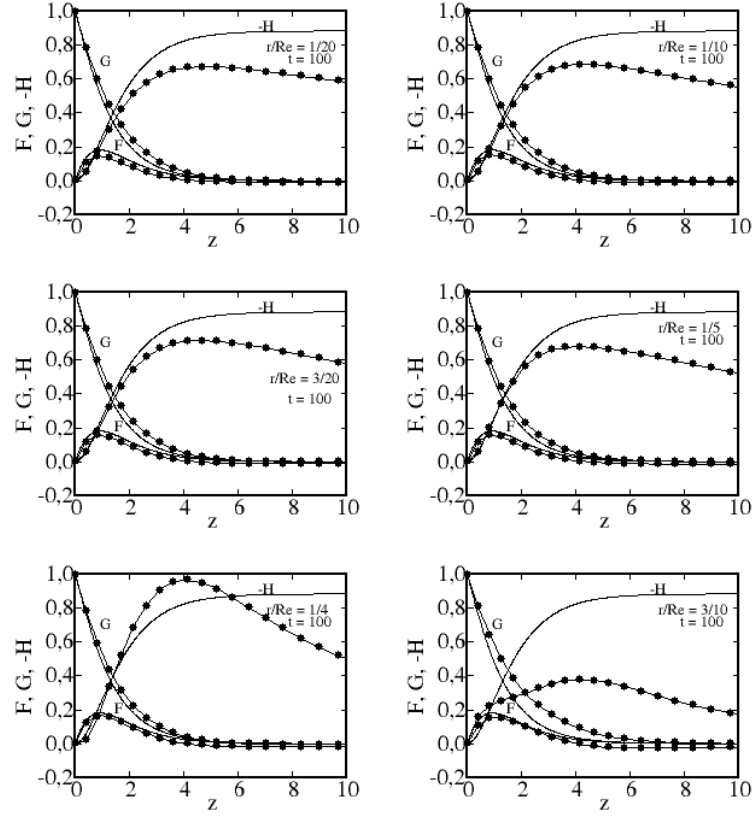 1,0
0,8
0,6
0,4
0,2
0,0
-0,2
F, G, -H
-H
r/Re = 1/20
t = 100
G
F
0 2 4 6 8 10
z
1,0
0,8
0,6
0,4
0,2
0,0
-0,2
F, G, -H
-H
r/Re = 1/10
t = 100
G
F
0 2 4 6 8 10
z
1,0
0,8
0,6
0,4
0,2
0,0
-0,2
F, G, -H
-H
G
r/Re = 3/20
t = 100
F
0 2 4 6 8 10
z
1,0
0,8
0,6
0,4
0,2
0,0
-0,2
F, G, -H
-H
r/Re = 1/5
t = 100
G
F
0 2 4 6 8 10
z
1,0
0,8
0,6
0,4
0,2
0,0
-0,2
F, G, -H
-H
r/Re = 1/4
t = 100
G
F
0 2 4 6 8 10
z
1,0
0,8
0,6
0,4
0,2
0,0
-0,2
F, G, -H
-H
r/Re = 3/10
t = 100
G
F
0 2 4 6 8 10
z